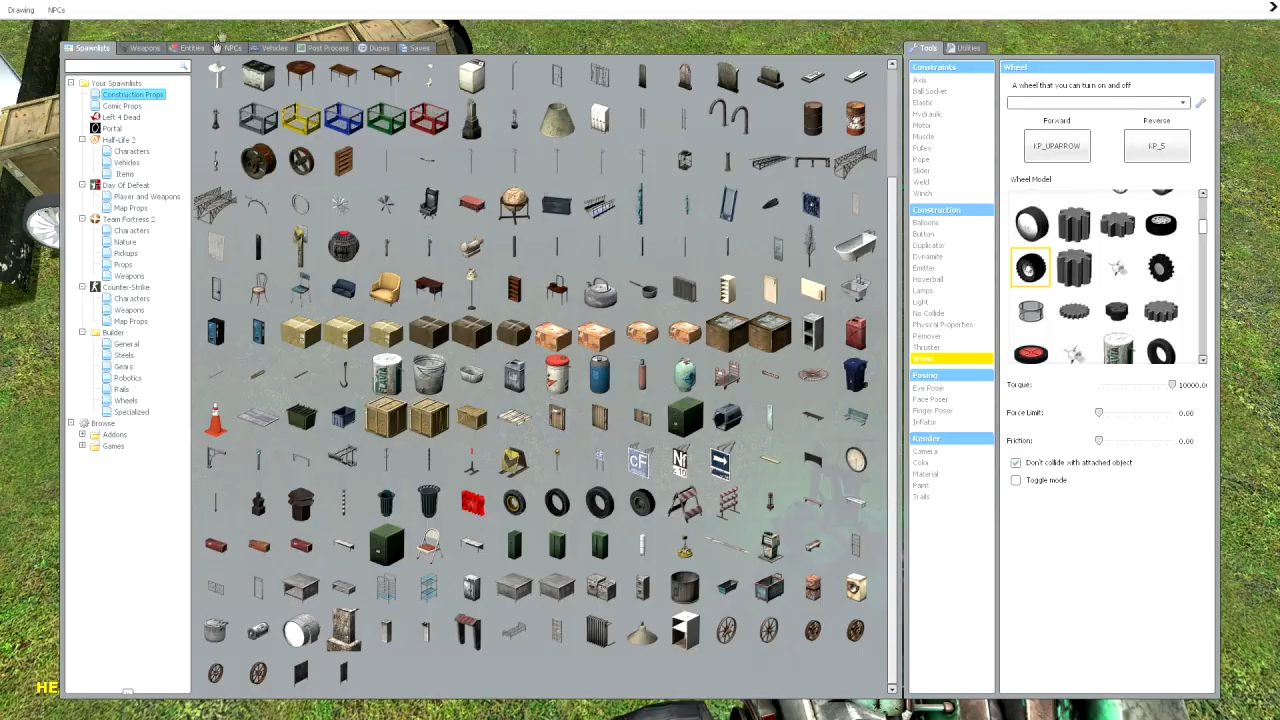 Drawing NPCs
Spawnlists Weapons Entities NPCs Vehicles Post Process Dupes Saves
Your Spawnlists
Construction Props
Comic Props
Left 4 Dead
Portal
Half-Life 2
Characters
Vehicles
Items
Day Of Defeat
Player and Weapons
Map Props
Team Fortress 2
Characters
Nature
Pickups
Props
Weapons
Counter-Strike
Characters
Weapons
Map Props
Builder
General
Steels
Gears
Robotics
Rails
Wheels
Specialized
Browse
Addons
Games
HE
cF
Tools Utilities
Constraints
Axis
Ball Socket
Elastic
Hydraulic
Motor
Muscle
Pulley
Rope
Slider
Weld
Winch
Construction
Balloons
Button
Duplicator
Dynamite
Emitter
Hoverball
Lamps
Light
No Collide
Physical Properties
Remover
Thruster
Wheel
Posing
Eye Poser
Face Poser
Finger Poser
Inflator
Render
Camera
Color
Material
Paint
Trails
Wheel
A wheel that you can turn on and off
Forward Reverse
KP_UPARROW KP_5
Wheel Model
Torque: 10000.0
Force Limit: 0.00
Friction: 0.00
Don't collide with attached object
Toggle mode